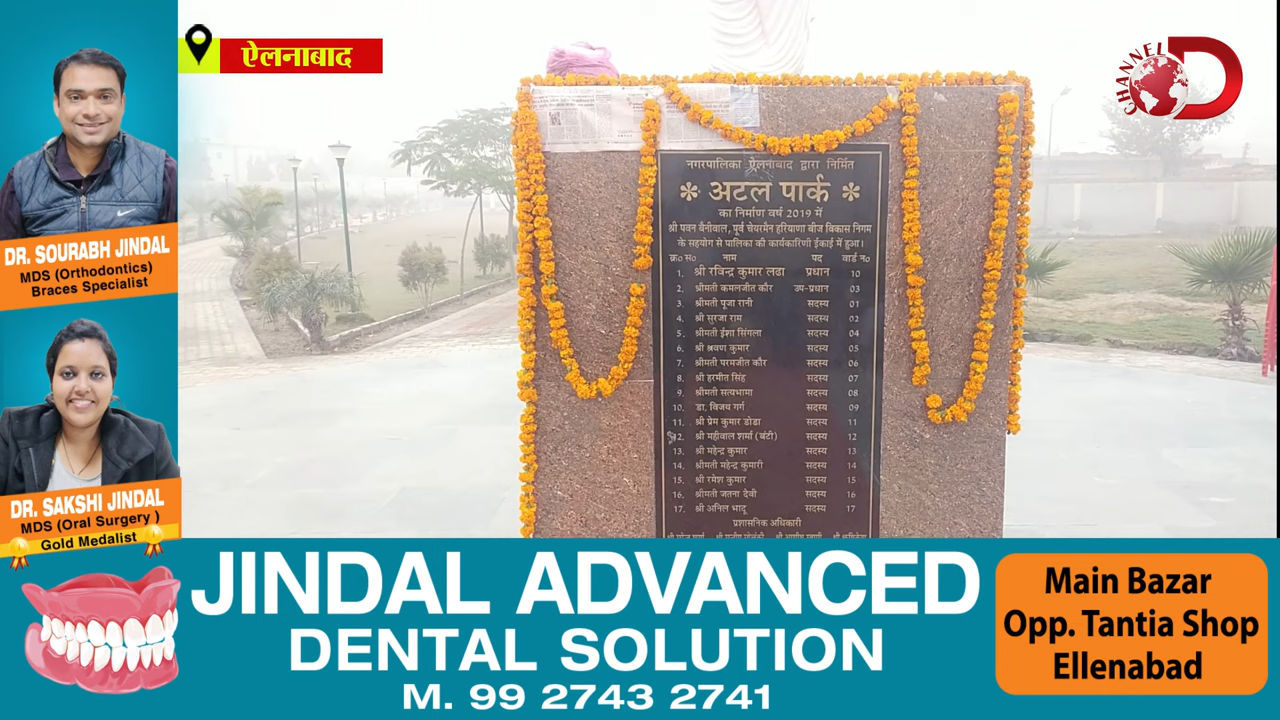 ऐलनाबाद
CHANNEL D
DR. SOURABH JINDAL
MDS (Orthodontics)
Braces Specialist
DR. SAKSHI JINDAL
MDS (Oral Surgery )
Gold Medalist
नगरपालिका ऐलनाबाद द्वारा निर्मित
अटल पार्क
का निर्माण वर्ष 2019 में
श्री पवन बैनीवाल, पूर्व चेयरमैन हरियाणा बीज विकास निगम
के सहयोग से पालिका की कार्यकारिणी ईकाई में हुआ।
क्र०स० नाम पद वार्ड न०
1. श्री रविन्द्र कुमार लढा प्रधान 10
2. श्रीमती कमलजीत कौर उप-प्रधान 03
3. श्रीमती पूजा रानी सदस्य 01
4. श्री सुरजा राम सदस्य 02
5. श्रीमती ईशा सिंगला सदस्य 04
6. श्री श्रवण कुमार सदस्य 05
7. श्रीमती परमजीत कौर सदस्य 06
8. श्री हरमीत सिंह सदस्य 07
9. श्रीमती सत्यभामा सदस्य 08
10. डा. विजय गर्ग सदस्य 09
11. श्री प्रेम कुमार डोडा सदस्य 11
12. श्री महीवाल शर्मा (बंटी) सदस्य 12
13. श्री महेन्द्र कुमार सदस्य 13
14. श्रीमती महेन्द्र कुमारी सदस्य 14
15. श्री रमेश कुमार सदस्य 15
16. श्रीमती जतना देवी सदस्य 16
17. श्री अनिल भादू सदस्य 17
प्रशासनिक अधिकारी
JINDAL ADVANCED
DENTAL SOLUTION
M. 99 2743 2741
Main Bazar
Opp. Tantia Shop
Ellenabad